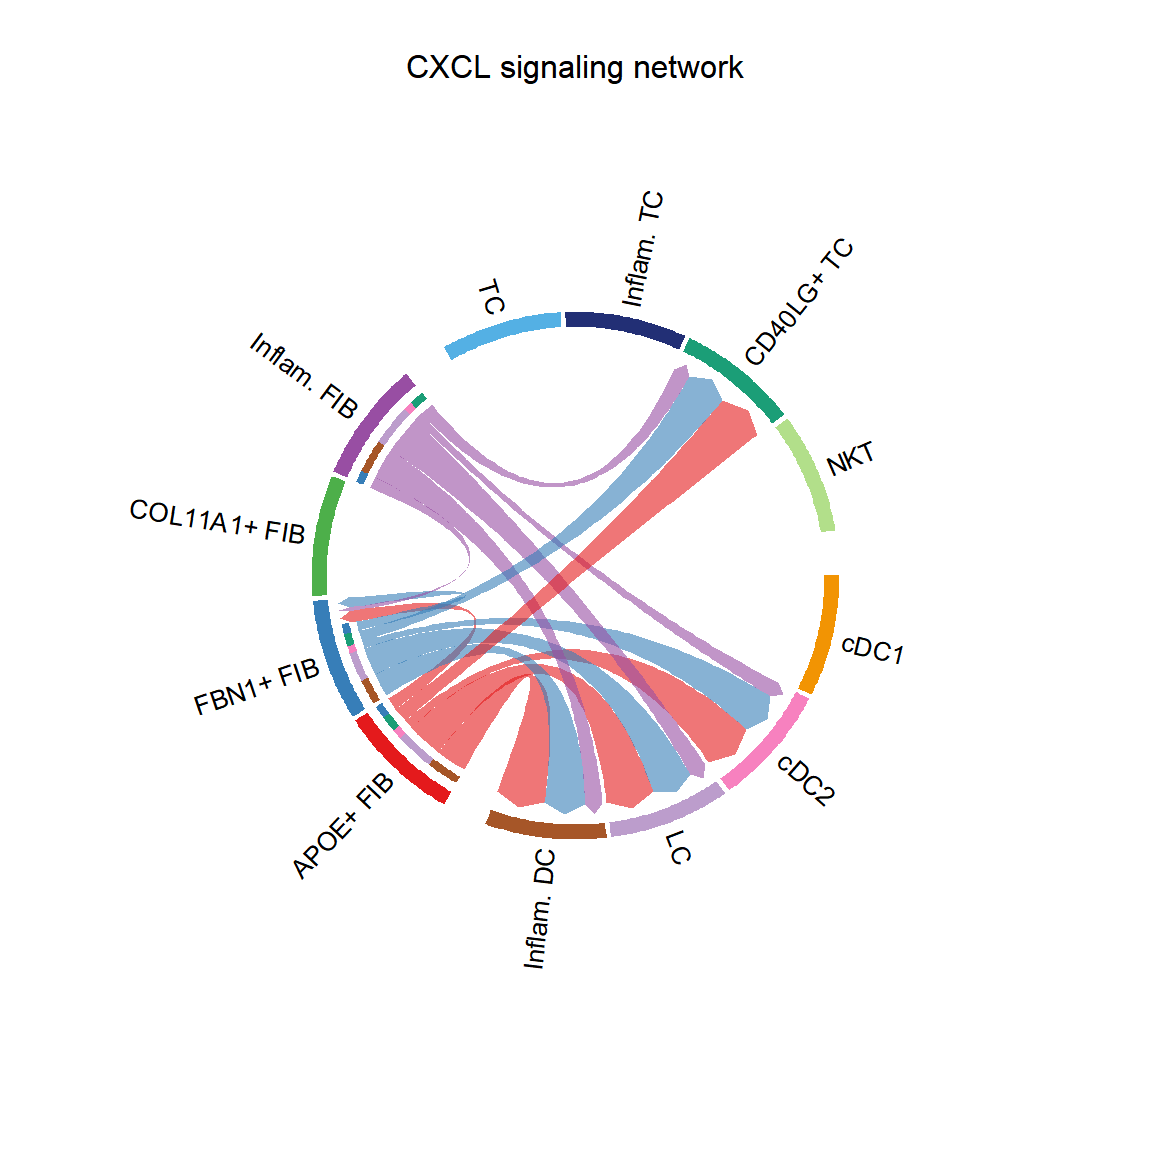 CXCL signaling network
TC
Inflam. TC
CD40LG+ TC
NKT
cDC1
cDC2
LC
Inflam. DC
APOE+ FIB
FBN1+ FIB
COL11A1+ FIB
Inflam. FIB